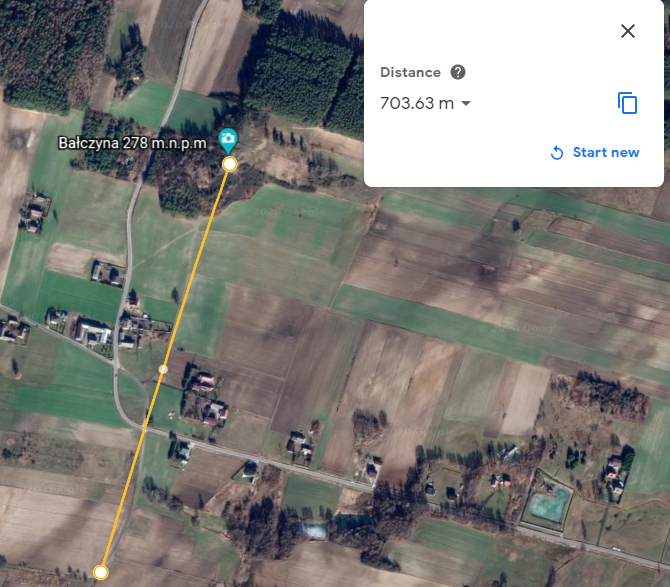 Distance
703.63 m
Start new
Bałczyna 278 m.n.p.m